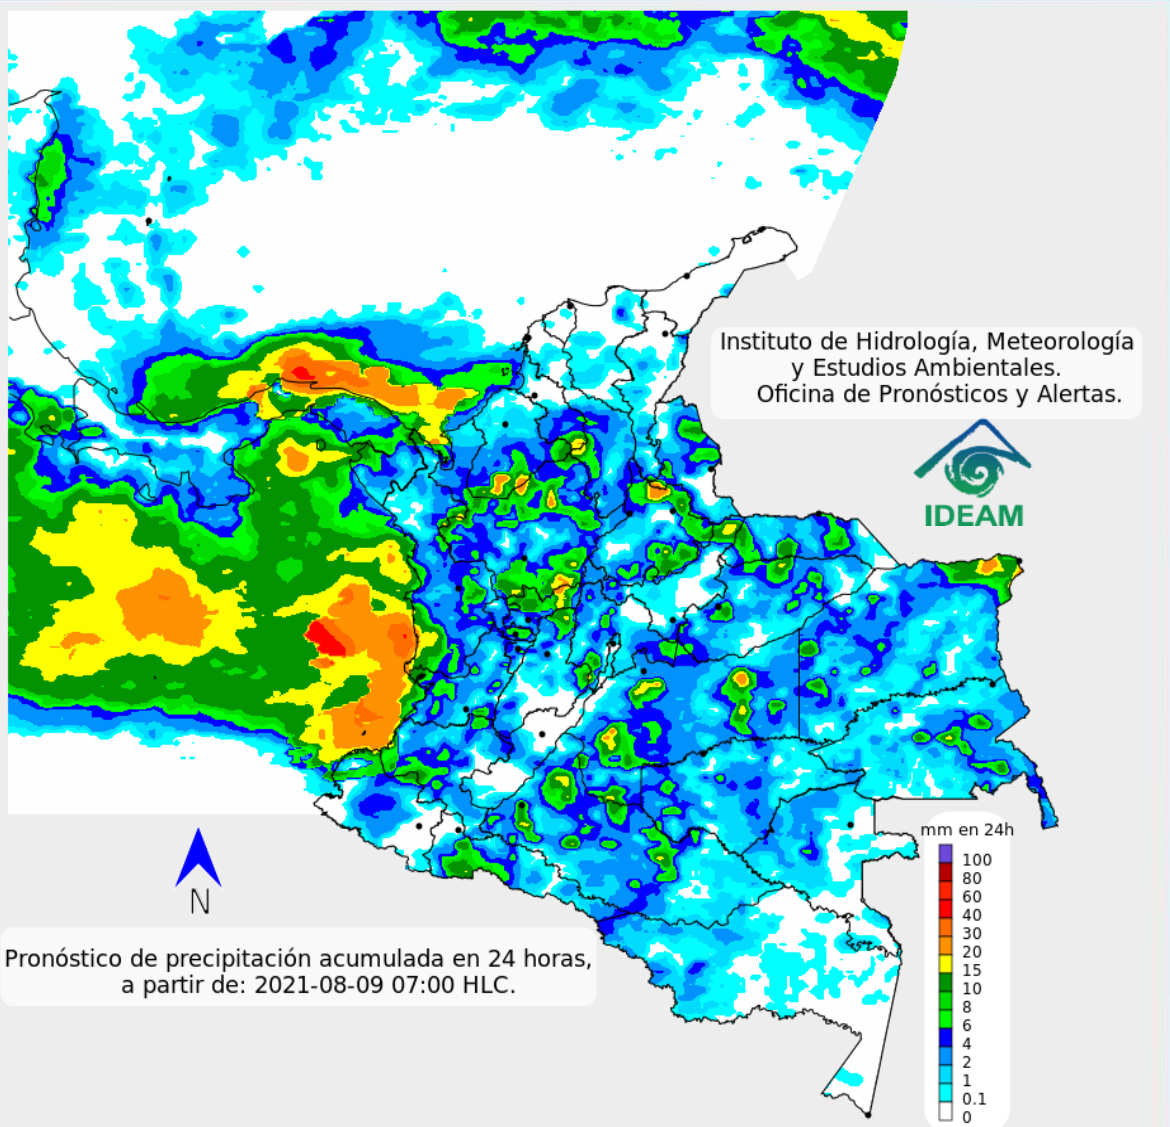 Instituto de Hidrología, Meteorología
y Estudios Ambientales.
Oficina de Pronósticos y Alertas.
IDEAM
mm en 24h
100
80
60
40
30
20
15
10
8
6
4
2
1
0.1
0
N
Pronóstico de precipitación acumulada en 24 horas,
a partir de: 2021-08-09 07:00 HLC.